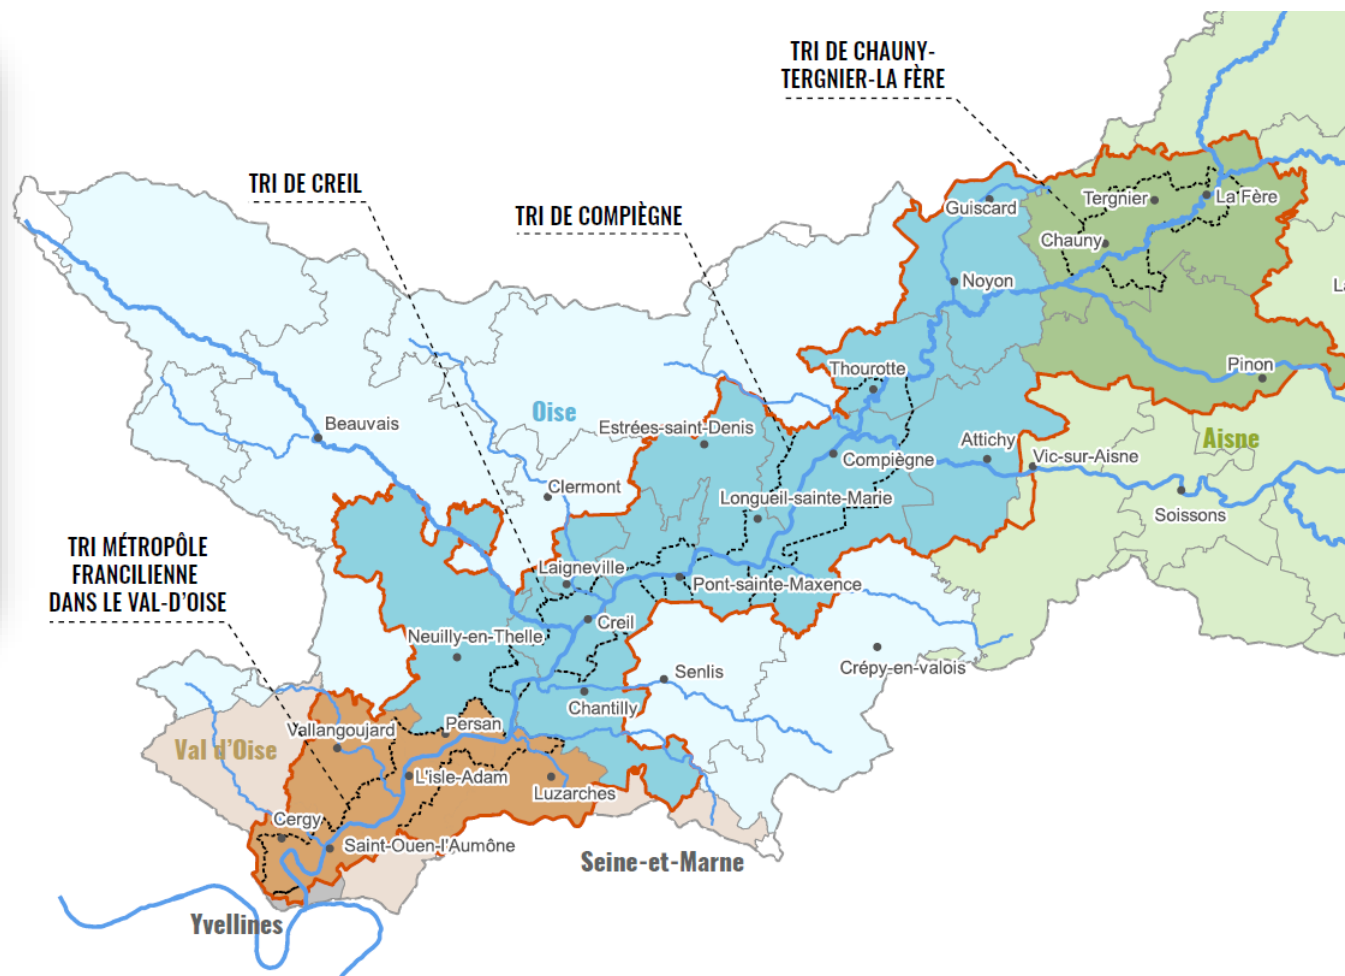 TRI DE CHAUNY-
TERGNIER-LA FÈRE
TRI DE CREIL
TRI DE COMPIÈGNE
Guiscard
Tergnier
La Fère
Chauny
Noyon
L
Thourotte
Pinon
Oise
Beauvais
Estrées-saint-Denis
Attichy
Aisne
Compiègne
Vic-sur-Aisne
Clermont
Longueil-sainte-Marie
Soissons
TRI MÉTROPÔLE
FRANCILIENNE
DANS LE VAL-D'OISE
Laigneville
Pont-sainte-Maxence
Creil
Neuilly-en-Thelle
Senlis
Crépy-en-valois
Chantilly
Persan
Vallangoujard
Val d'Oise
L'isle-Adam
Luzarches
Cergy
Saint-Ouen-l'Aumône
Seine-et-Marne
Yvellines